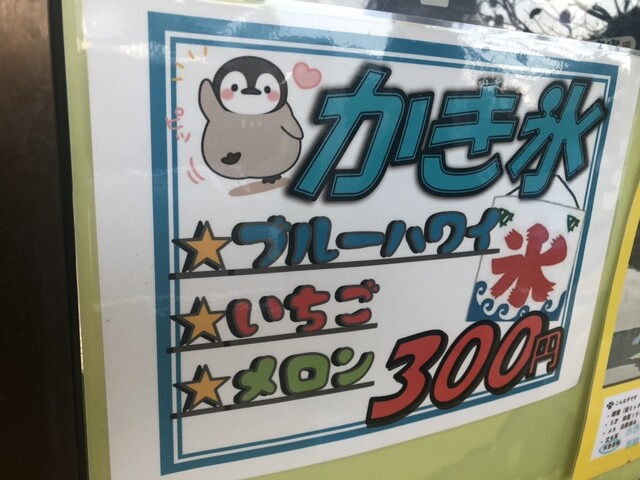 かき氷
★ブルーハワイ
氷
★いちご
★メロン
300円